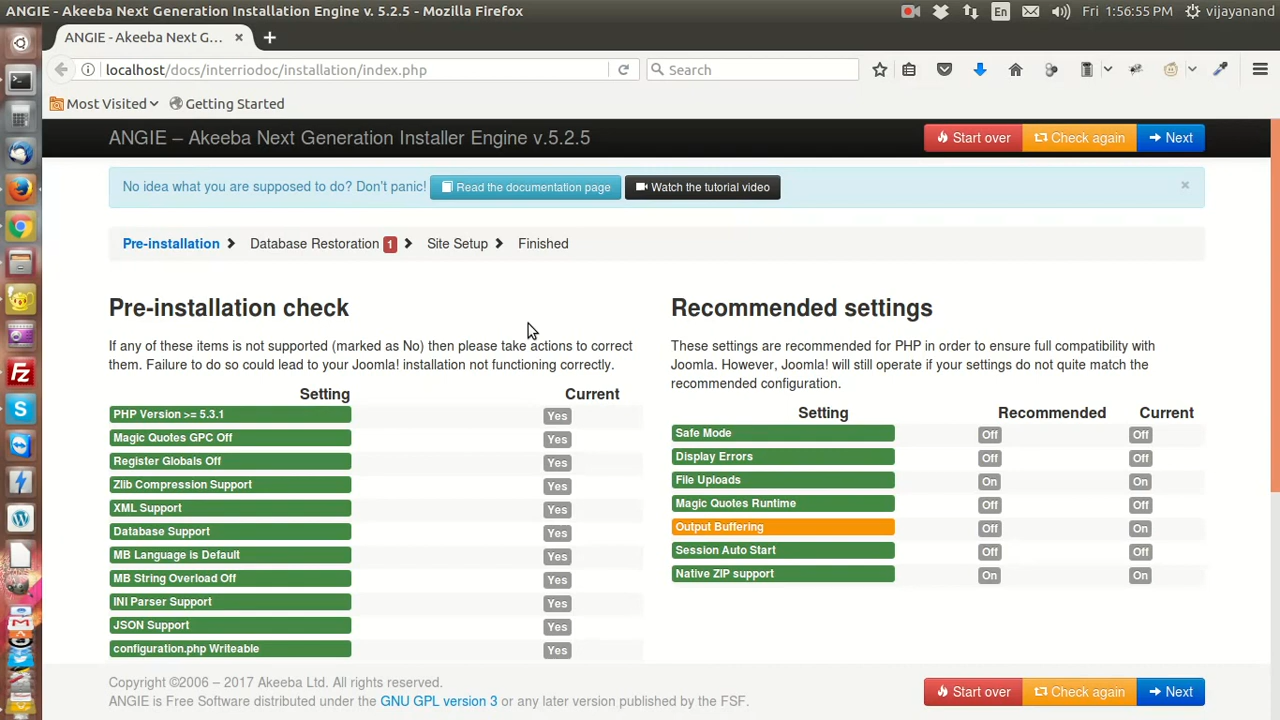 ANGIE - Akeeba Next Generation Installation Engine v. 5.2.5 - Mozilla Firefox
En
Fri 1:56:55 PM
vijayanand
ANGIE - Akeeba Next G...
localhost/docs/interriodoc/installation/index.php
Search
Most Visited
Getting Started
ANGIE – Akeeba Next Generation Installer Engine v.5.2.5
Start over
Check again
Next
No idea what you are supposed to do? Don't panic!
Read the documentation page
Watch the tutorial video
Pre-installation
Database Restoration 1
Site Setup
Finished
Pre-installation check
If any of these items is not supported (marked as No) then please take actions to correct
them. Failure to do so could lead to your Joomla! installation not functioning correctly.
Setting Current
PHP Version >= 5.3.1 Yes
Magic Quotes GPC Off Yes
Register Globals Off Yes
Zlib Compression Support Yes
XML Support Yes
Database Support Yes
MB Language is Default Yes
MB String Overload Off Yes
INI Parser Support Yes
JSON Support Yes
configuration.php Writeable Yes
Recommended settings
These settings are recommended for PHP in order to ensure full compatibility with
Joomla. However, Joomla! will still operate if your settings do not quite match the
recommended configuration.
Setting Recommended Current
Safe Mode Off Off
Display Errors Off Off
File Uploads On On
Magic Quotes Runtime Off Off
Output Buffering Off On
Session Auto Start Off Off
Native ZIP support On On
Copyright ©2006 – 2017 Akeeba Ltd. All rights reserved.
ANGIE is Free Software distributed under the GNU GPL version 3 or any later version published by the FSF.
Start over
Check again
Next